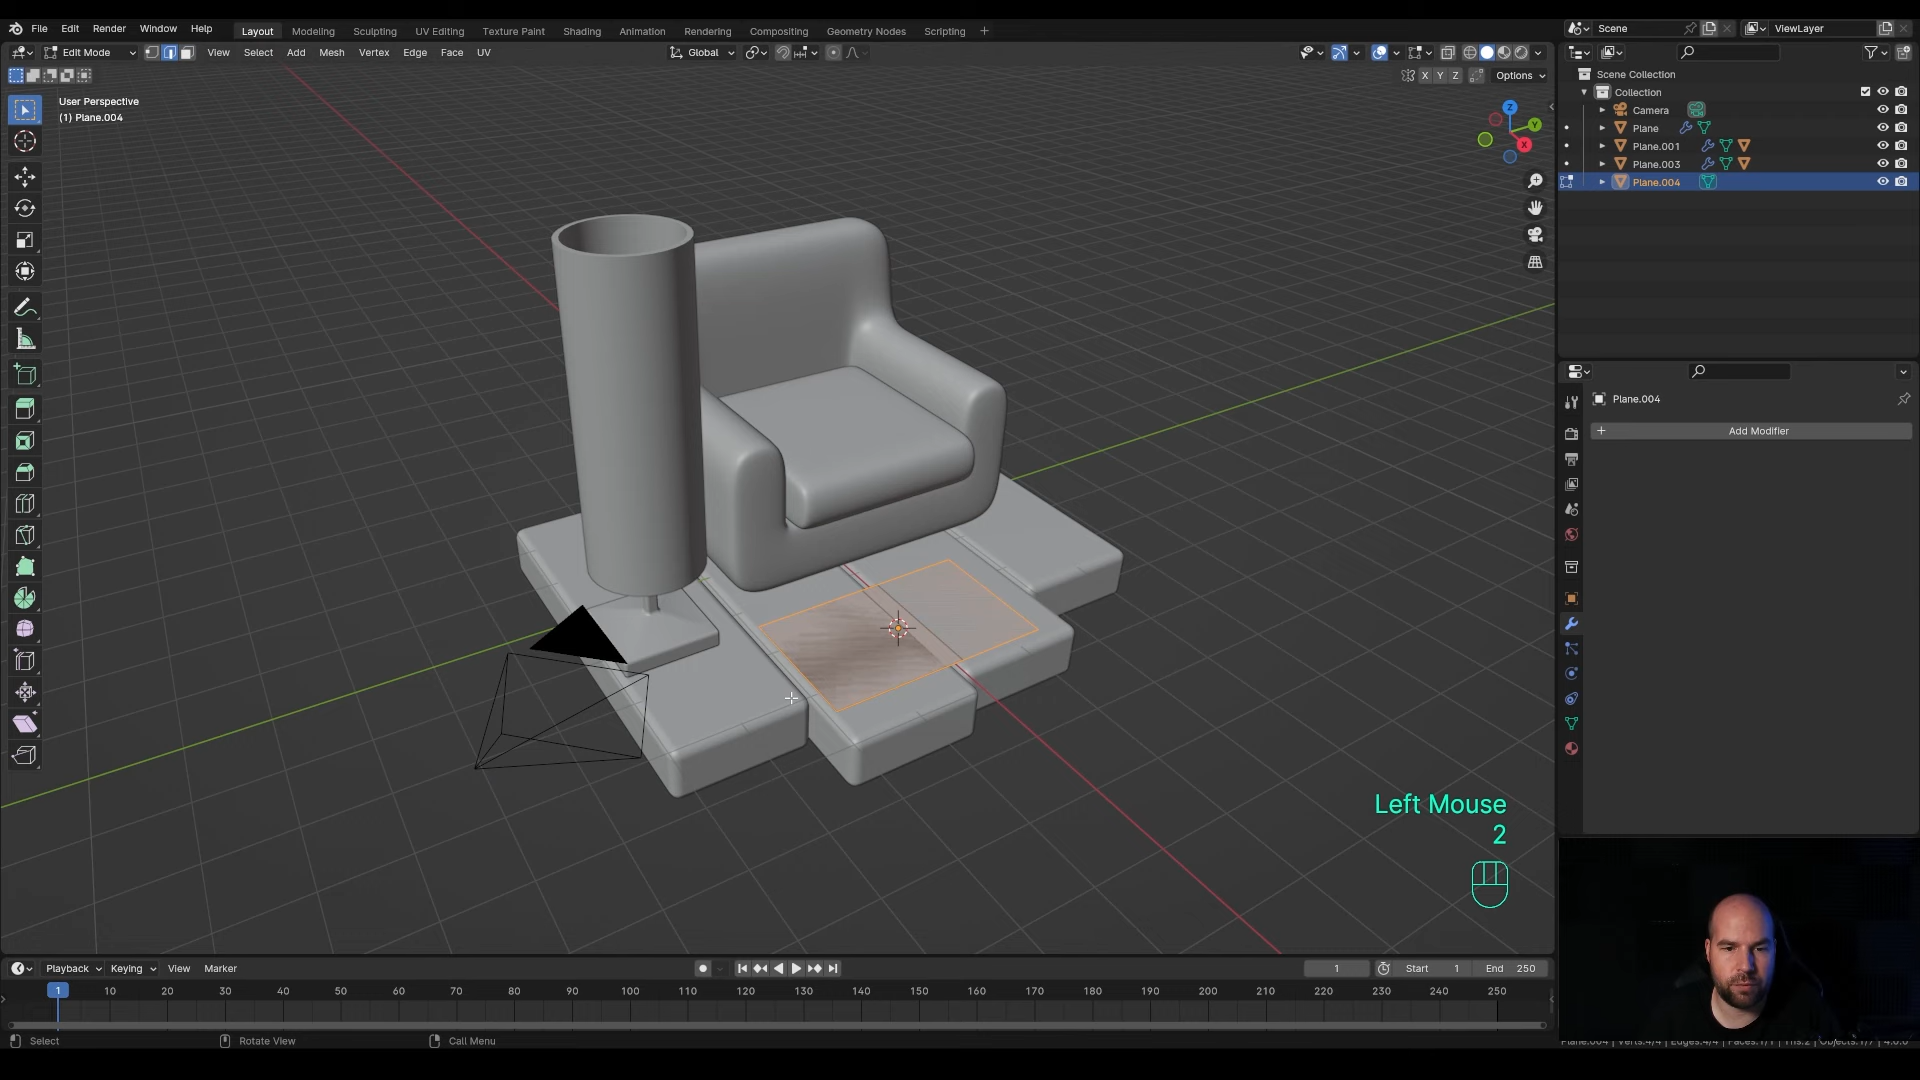 File Edit Render Window Help Layout Modeling Sculpting UV Editing Texture Paint Shading Animation Rendering Compositing Geometry Nodes Scripting + Scene ViewLayer
Edit Mode View Select Add Mesh Vertex Edge Face UV Global
X Y Z Options
User Perspective
(1) Plane.004
Z
Y
X
Scene Collection
Collection
Camera
Plane
Plane.001
Plane.003
Plane.004
Plane.004
+ Add Modifier
Left Mouse
2
Playback Keying View Marker 1 Start 1 End 250
1 10 20 30 40 50 60 70 80 90 100 110 120 130 140 150 160 170 180 190 200 210 220 230 240 250
Select Rotate View Call Menu